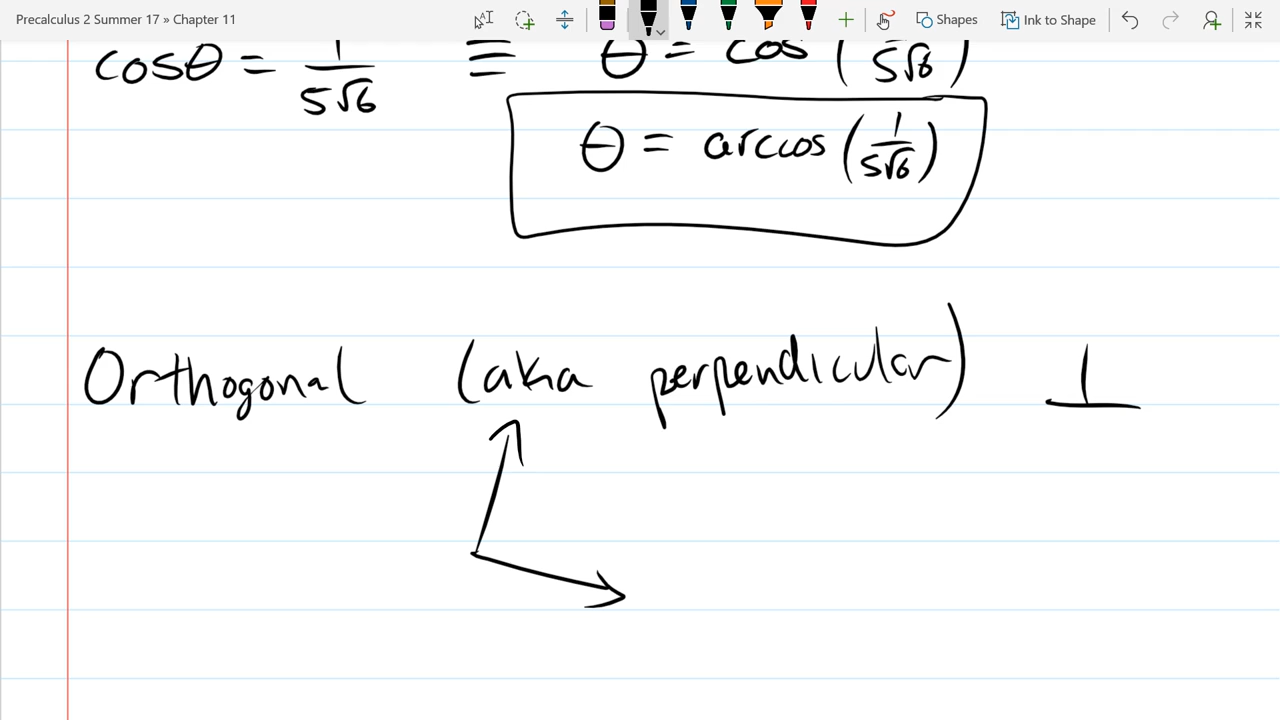 Precalculus 2 Summer 17 » Chapter 11
Shapes
Ink to Shape
cosθ = 1/5√6 ≡ θ = cos (1/5√6)
θ = arccos (1/5√6)
Orthogonal (aka perpendicular) ⊥